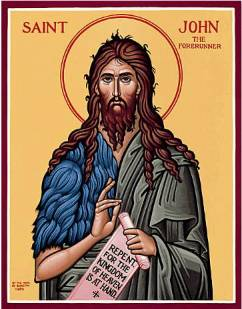 SAINT JOHN
THE FORERUNNER
REPENT,
FOR THE
KINGDOM
OF HEAVEN
IS AT HAND